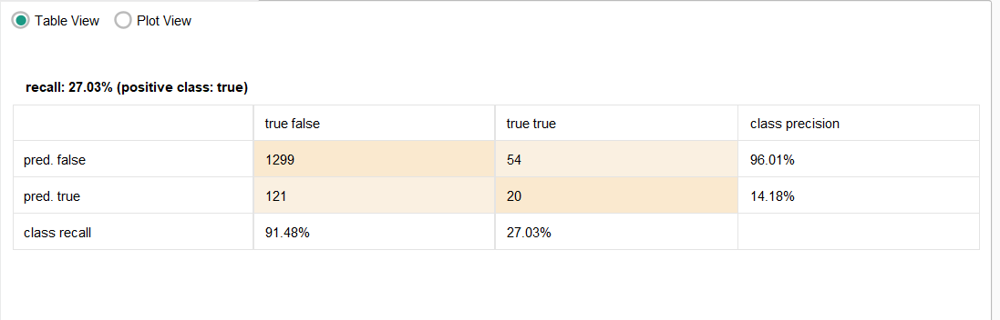 Table View Plot View
recall: 27.03% (positive class: true)
true false true true class precision
pred. false 1299 54 96.01%
pred. true 121 20 14.18%
class recall 91.48% 27.03%